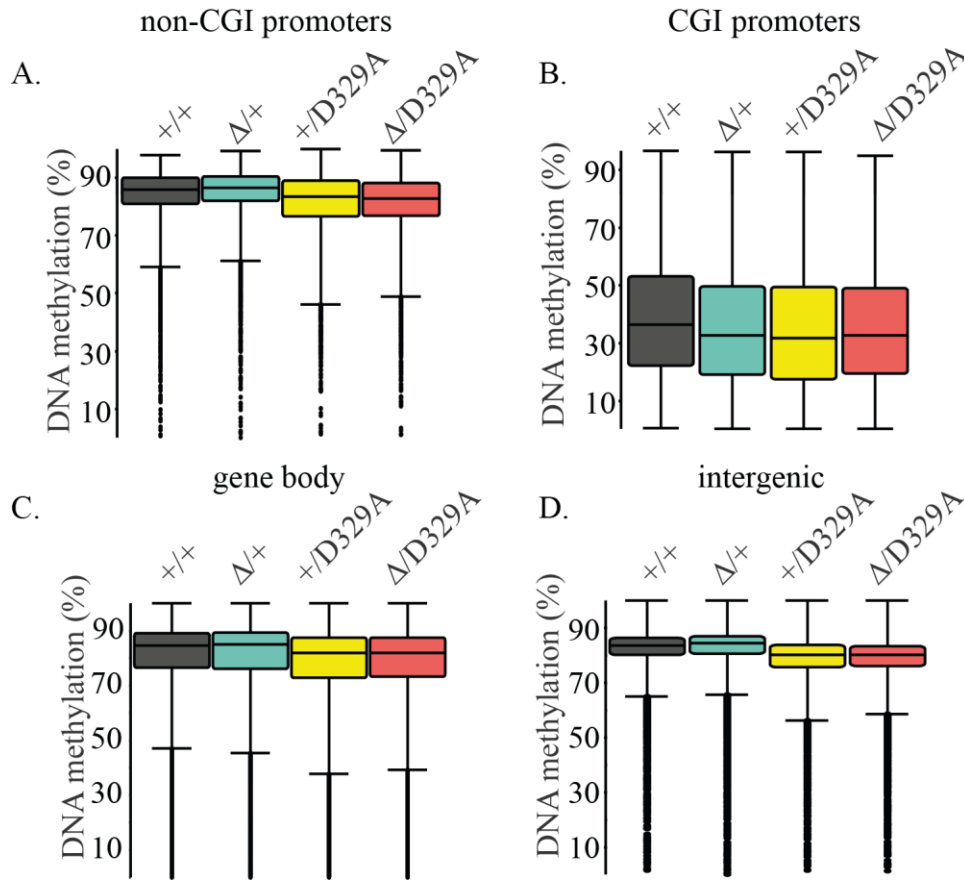 non-CGI promoters
A.
+/+
Δ/+
+/D329A
Δ/D329A
DNA methylation (%)
90
70
50
30
10
CGI promoters
B.
+/+
Δ/+
+/D329A
Δ/D329A
DNA methylation (%)
90
70
50
30
10
gene body
C.
+/+
Δ/+
+/D329A
Δ/D329A
DNA methylation (%)
90
70
50
30
10
intergenic
D.
+/+
Δ/+
+/D329A
Δ/D329A
DNA methylation (%)
90
70
50
30
10